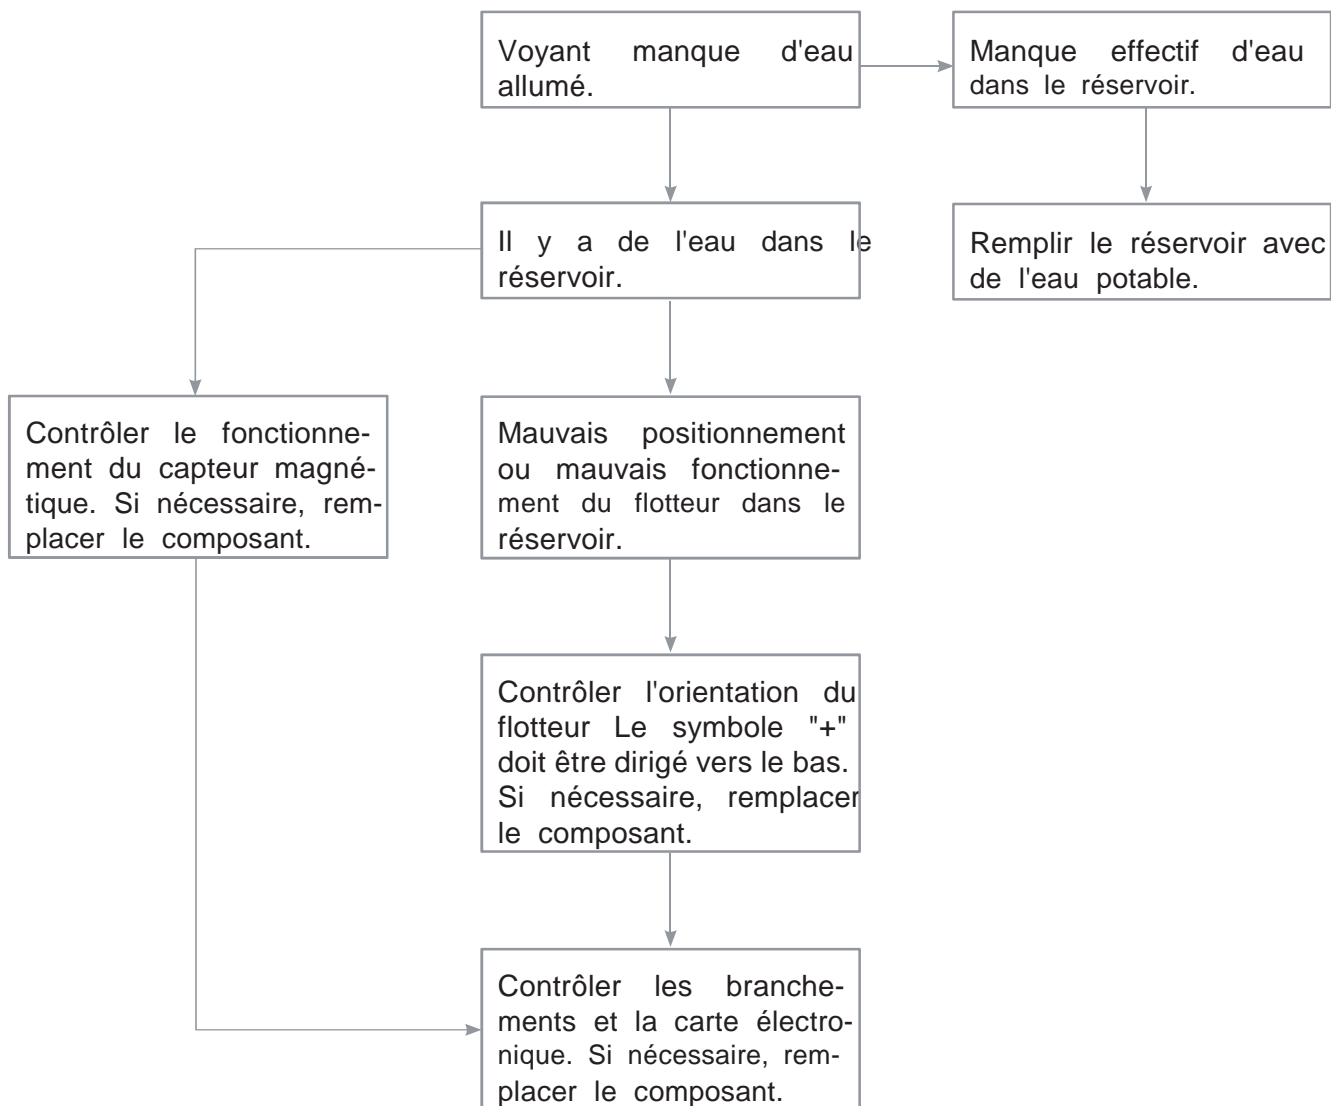 Voyant manque d'eau
allumé.
Manque effectif d'eau
dans le réservoir.
Il y a de l'eau dans le
réservoir.
Remplir le réservoir avec
de l'eau potable.
Contrôler le fonctionne-
ment du capteur magné-
tique. Si nécessaire, rem-
placer le composant.
Mauvais positionnement
ou mauvais fonctionne-
ment du flotteur dans le
réservoir.
Contrôler l'orientation du
flotteur Le symbole "+"
doit être dirigé vers le bas.
Si nécessaire, remplacer
le composant.
Contrôler les branche-
ments et la carte électro-
nique. Si nécessaire, rem-
placer le composant.